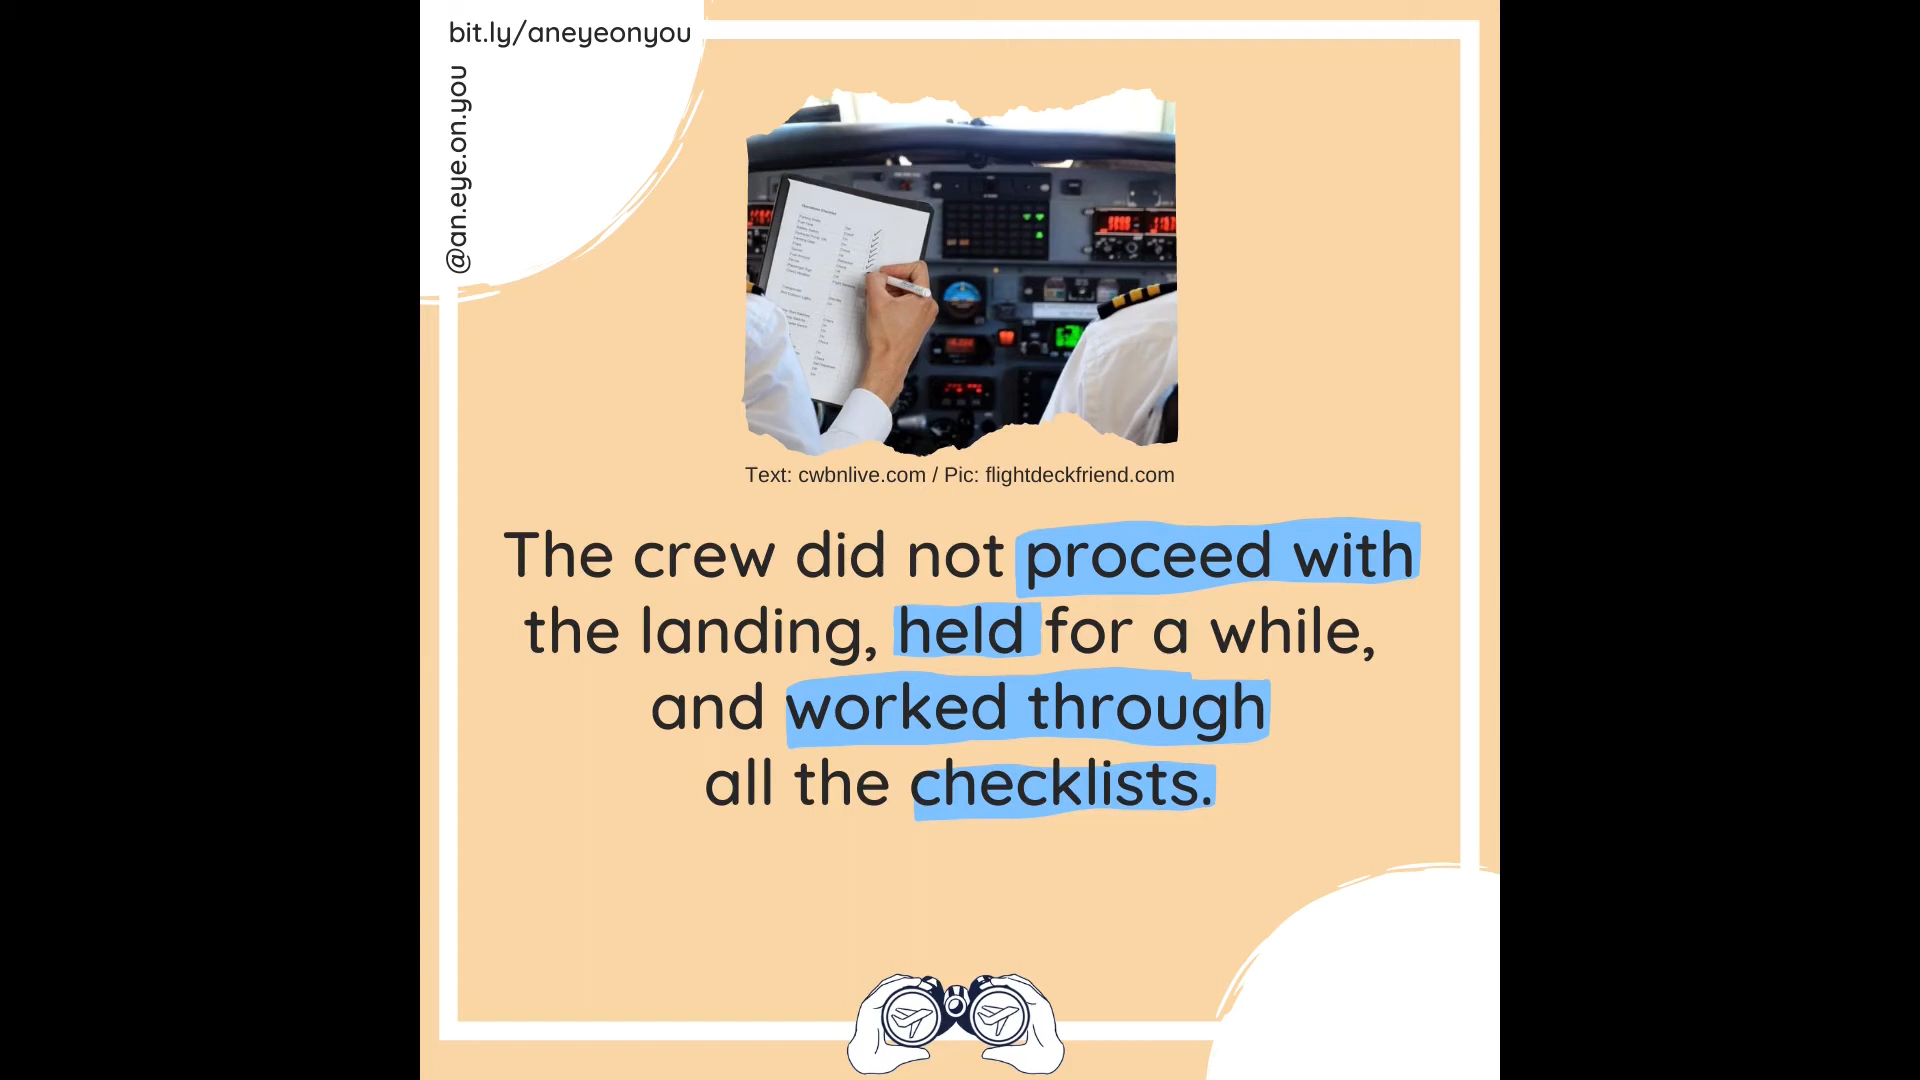 bit.ly/aneyeonyou
@an.eye.on.you
Text: cwbnlive.com / Pic: flightdeckfriend.com
The crew did not proceed with
the landing, held for a while,
and worked through
all the checklists.